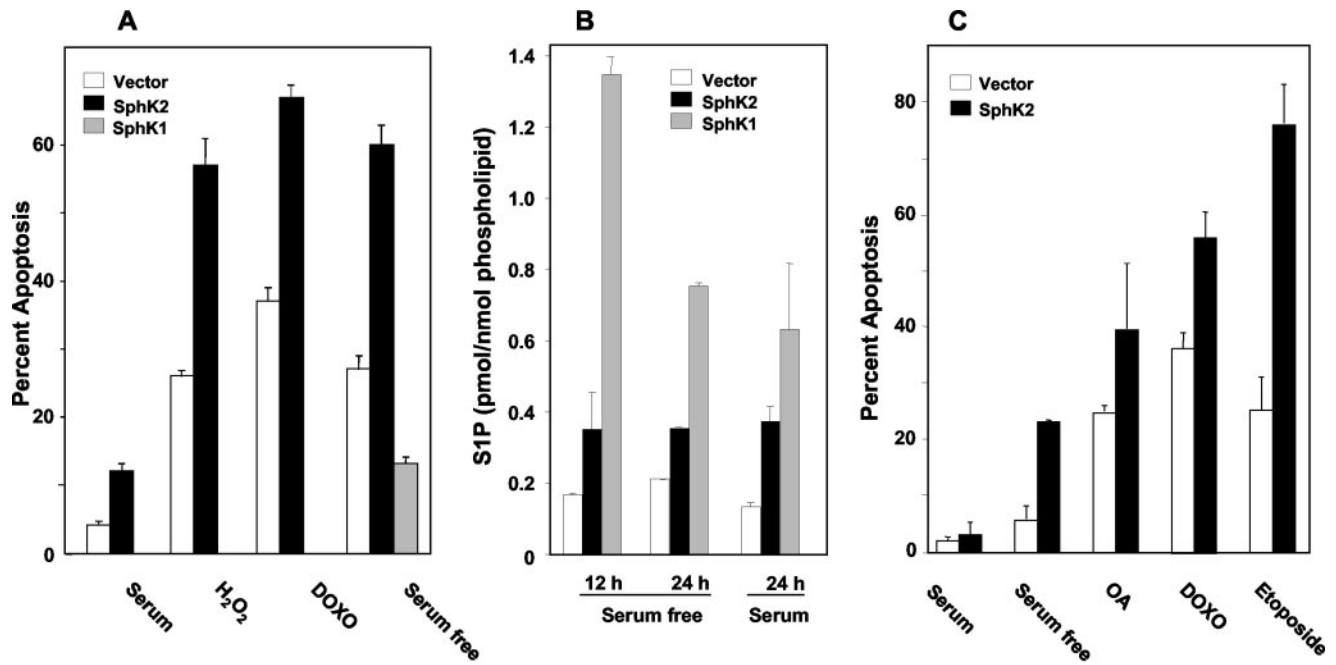 A
Vector
SphK2
SphK1
Percent Apoptosis
60
40
20
0
Serum
H2O2
DOXO
Serum free
B
Vector
SphK2
SphK1
S1P (pmol/nmol phospholipid)
1.4
1.2
1.0
0.8
0.6
0.4
0.2
0
12 h 24 h 24 h
Serum free Serum
C
Vector
SphK2
Percent Apoptosis
80
60
40
20
0
Serum
Serum free
OA
DOXO
Etoposide